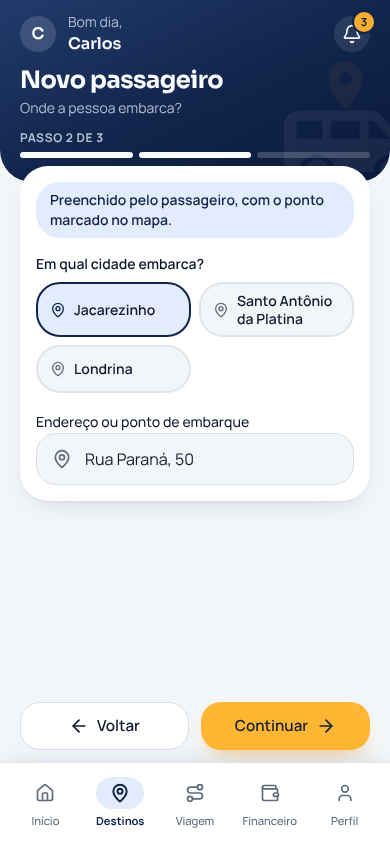 C
Bom dia,
Carlos
3
Novo passageiro
Onde a pessoa embarca?
PASSO 2 DE 3
Preenchido pelo passageiro, com o ponto
marcado no mapa.
Em qual cidade embarca?
Jacarezinho
Santo Antônio
da Platina
Londrina
Endereço ou ponto de embarque
Rua Paraná, 50
Voltar
Continuar
Início
Destinos
Viagem
Financeiro
Perfil